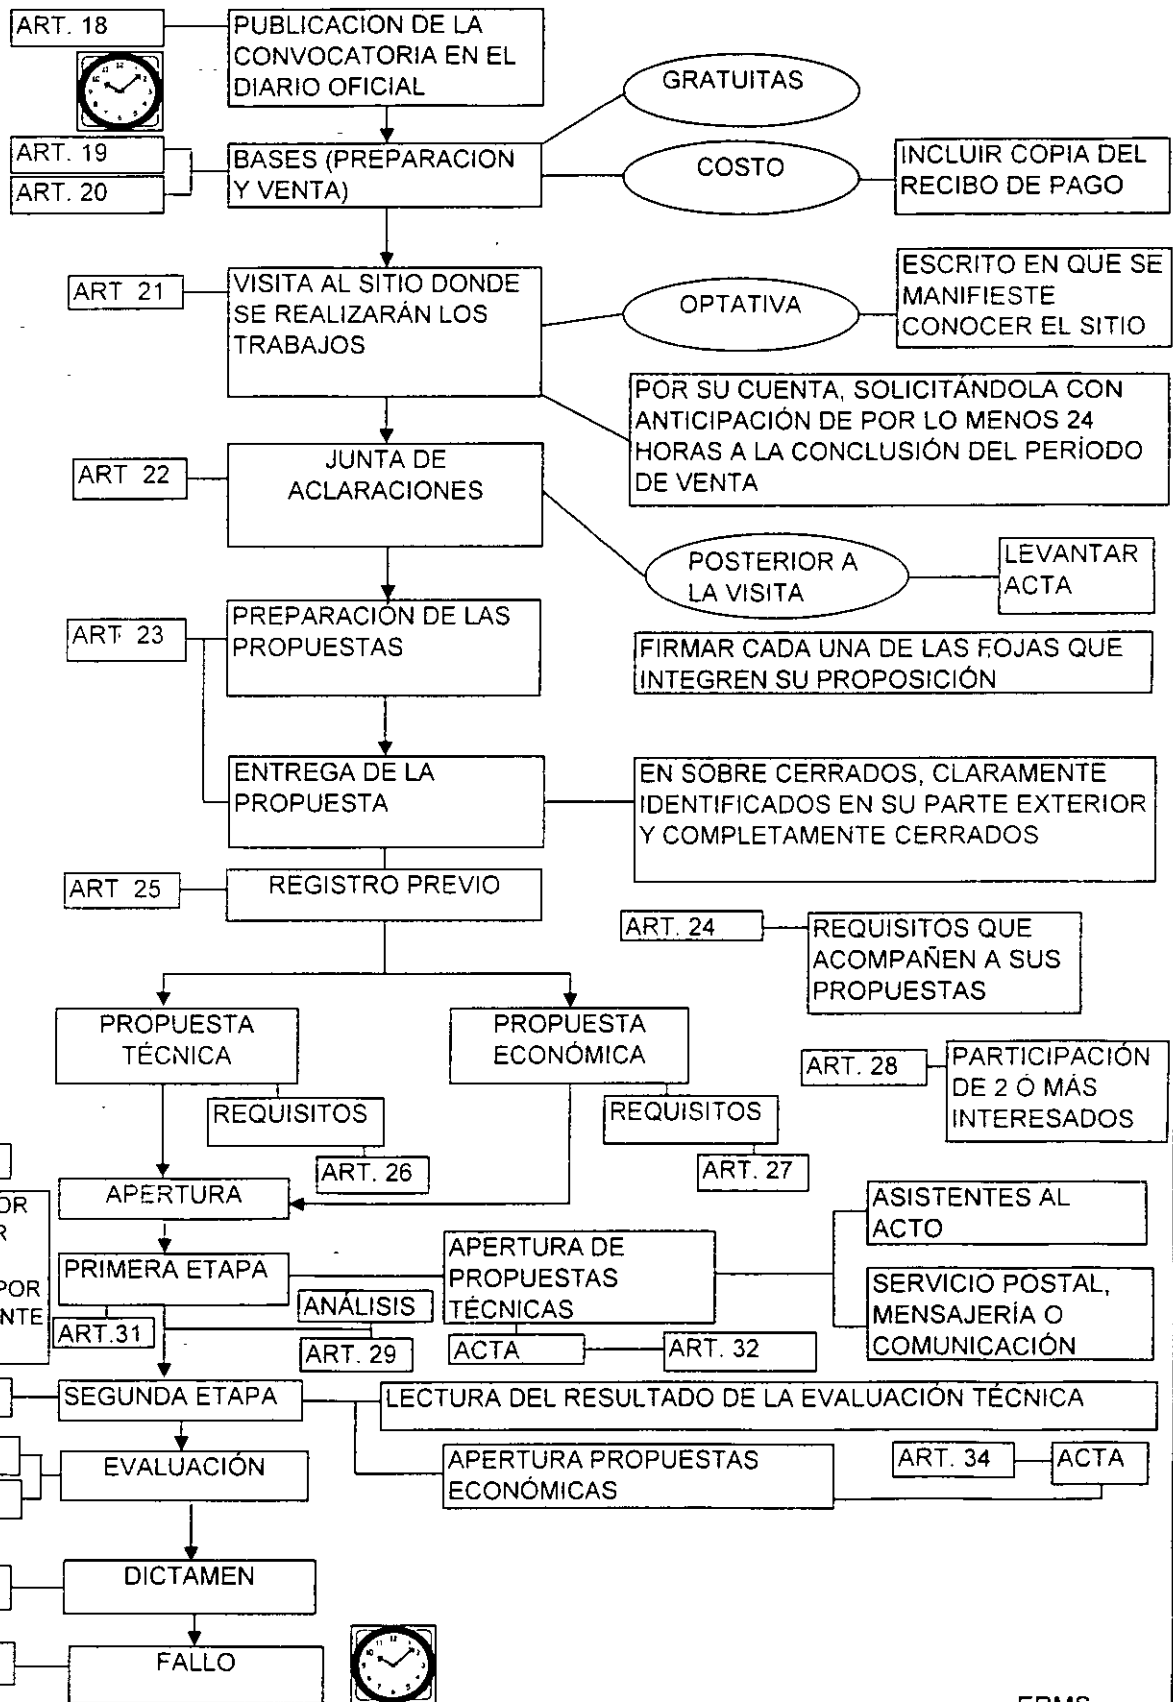 ART. 18
PUBLICACION DE LA
CONVOCATORIA EN EL
DIARIO OFICIAL
GRATUITAS
ART. 19
ART. 20
BASES (PREPARACION
Y VENTA)
COSTO
INCLUIR COPIA DEL
RECIBO DE PAGO
ART 21
VISITA AL SITIO DONDE
SE REALIZARÁN LOS
TRABAJOS
OPTATIVA
ESCRITO EN QUE SE
MANIFIESTE
CONOCER EL SITIO
POR SU CUENTA, SOLICITÁNDOLA CON
ANTICIPACIÓN DE POR LO MENOS 24
HORAS A LA CONCLUSIÓN DEL PERÍODO
DE VENTA
ART 22
JUNTA DE
ACLARACIONES
POSTERIOR A
LA VISITA
LEVANTAR
ACTA
ART 23
PREPARACIÓN DE LAS
PROPUESTAS
FIRMAR CADA UNA DE LAS FOJAS QUE
INTEGREN SU PROPOSICIÓN
ENTREGA DE LA
PROPUESTA
EN SOBRE CERRADOS, CLARAMENTE
IDENTIFICADOS EN SU PARTE EXTERIOR
Y COMPLETAMENTE CERRADOS
ART 25
REGISTRO PREVIO
ART. 24
REQUISITOS QUE
ACOMPAÑEN A SUS
PROPUESTAS
PROPUESTA
TÉCNICA
PROPUESTA
ECONÓMICA
ART. 28
PARTICIPACIÓN
DE 2 Ó MÁS
INTERESADOS
REQUISITOS
ART. 26
REQUISITOS
ART. 27
APERTURA
OR
R
POR
NTE
PRIMERA ETAPA
APERTURA DE
PROPUESTAS
TÉCNICAS
ASISTENTES AL
ACTO
SERVICIO POSTAL,
MENSAJERÍA O
COMUNICACIÓN
ART.31
ANÁLISIS
ART. 29
ACTA
ART. 32
SEGUNDA ETAPA
LECTURA DEL RESULTADO DE LA EVALUACIÓN TÉCNICA
EVALUACIÓN
APERTURA PROPUESTAS
ECONÓMICAS
ART. 34
ACTA
DICTAMEN
FALLO